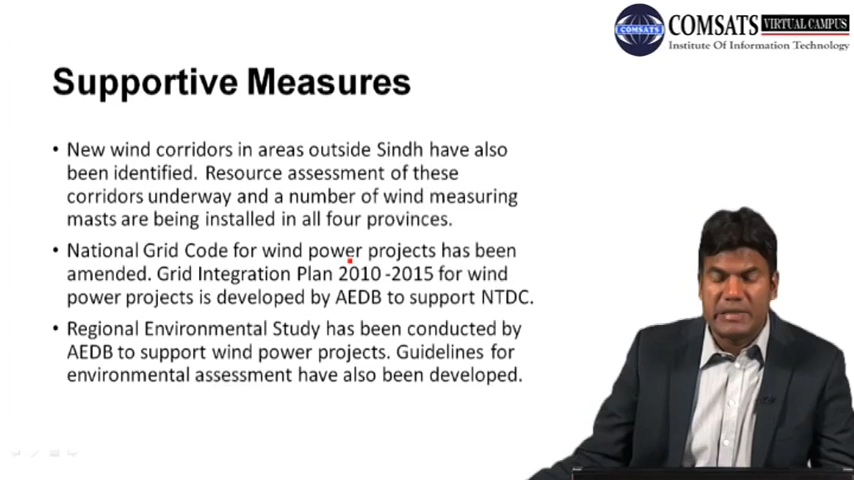 COMSATS
COMSATS VIRTUAL CAMPUS
Institute Of Information Technology
Supportive Measures
• New wind corridors in areas outside Sindh have also
been identified. Resource assessment of these
corridors underway and a number of wind measuring
masts are being installed in all four provinces.
• National Grid Code for wind power projects has been
amended. Grid Integration Plan 2010 -2015 for wind
power projects is developed by AEDB to support NTDC.
• Regional Environmental Study has been conducted by
AEDB to support wind power projects. Guidelines for
environmental assessment have also been developed.